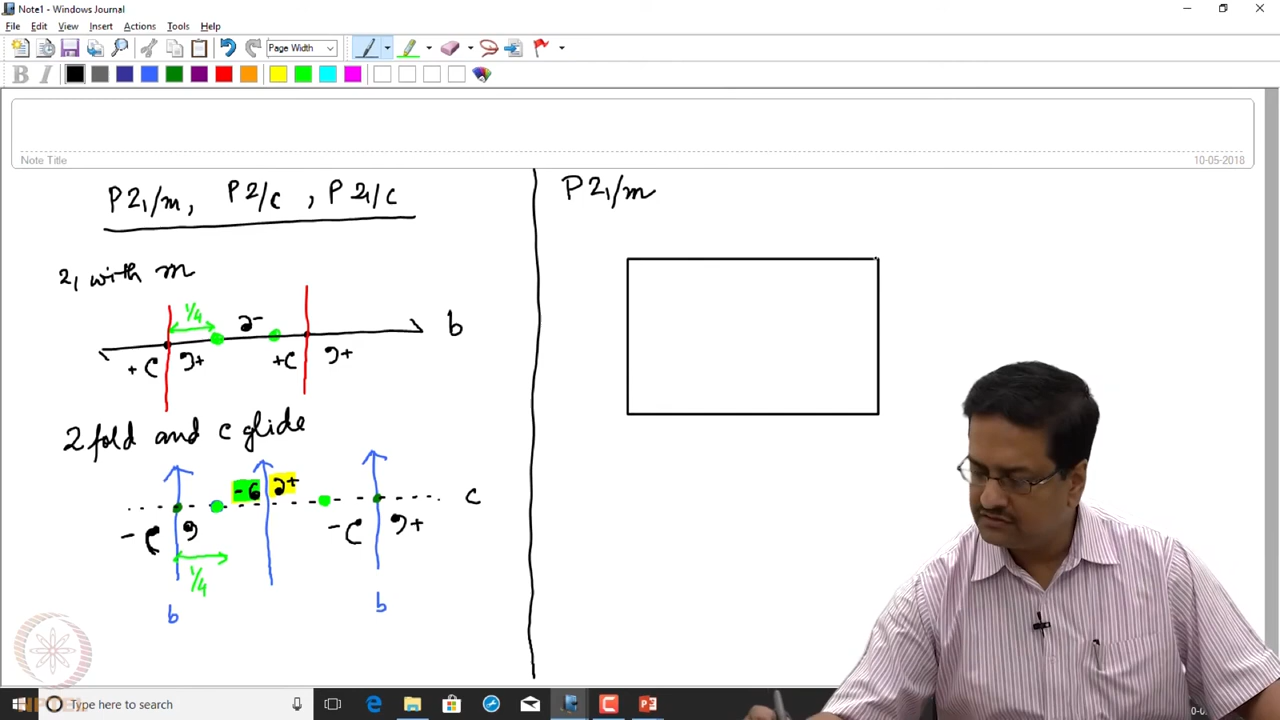 Note1 - Windows Journal
File Edit View Insert Actions Tools Help
Page Width
B I
Note Title
10-05-2018
P2₁/m, P2/c, P2₁/c
2₁ with m
1/4
b
2 fold and c glide
c
1/4
b
b
P2₁/m
Type here to search